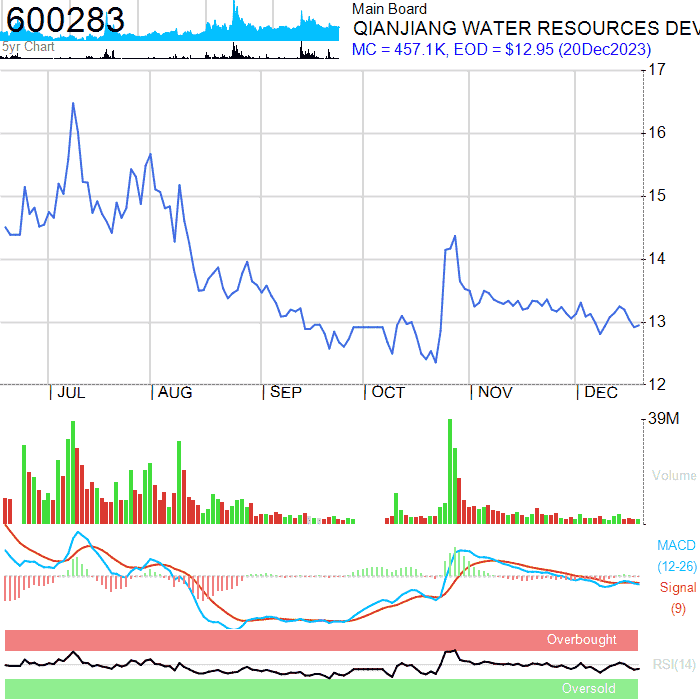 600283
5yr Chart
Main Board
QIANJIANG WATER RESOURCES DEV
MC = 457.1K, EOD = $12.95 (20Dec2023)
17
16
15
14
13
12
| JUL | AUG | SEP | OCT | NOV | DEC
39M
Volume
MACD
(12-26)
Signal
(9)
Overbought
RSI(14)
Oversold